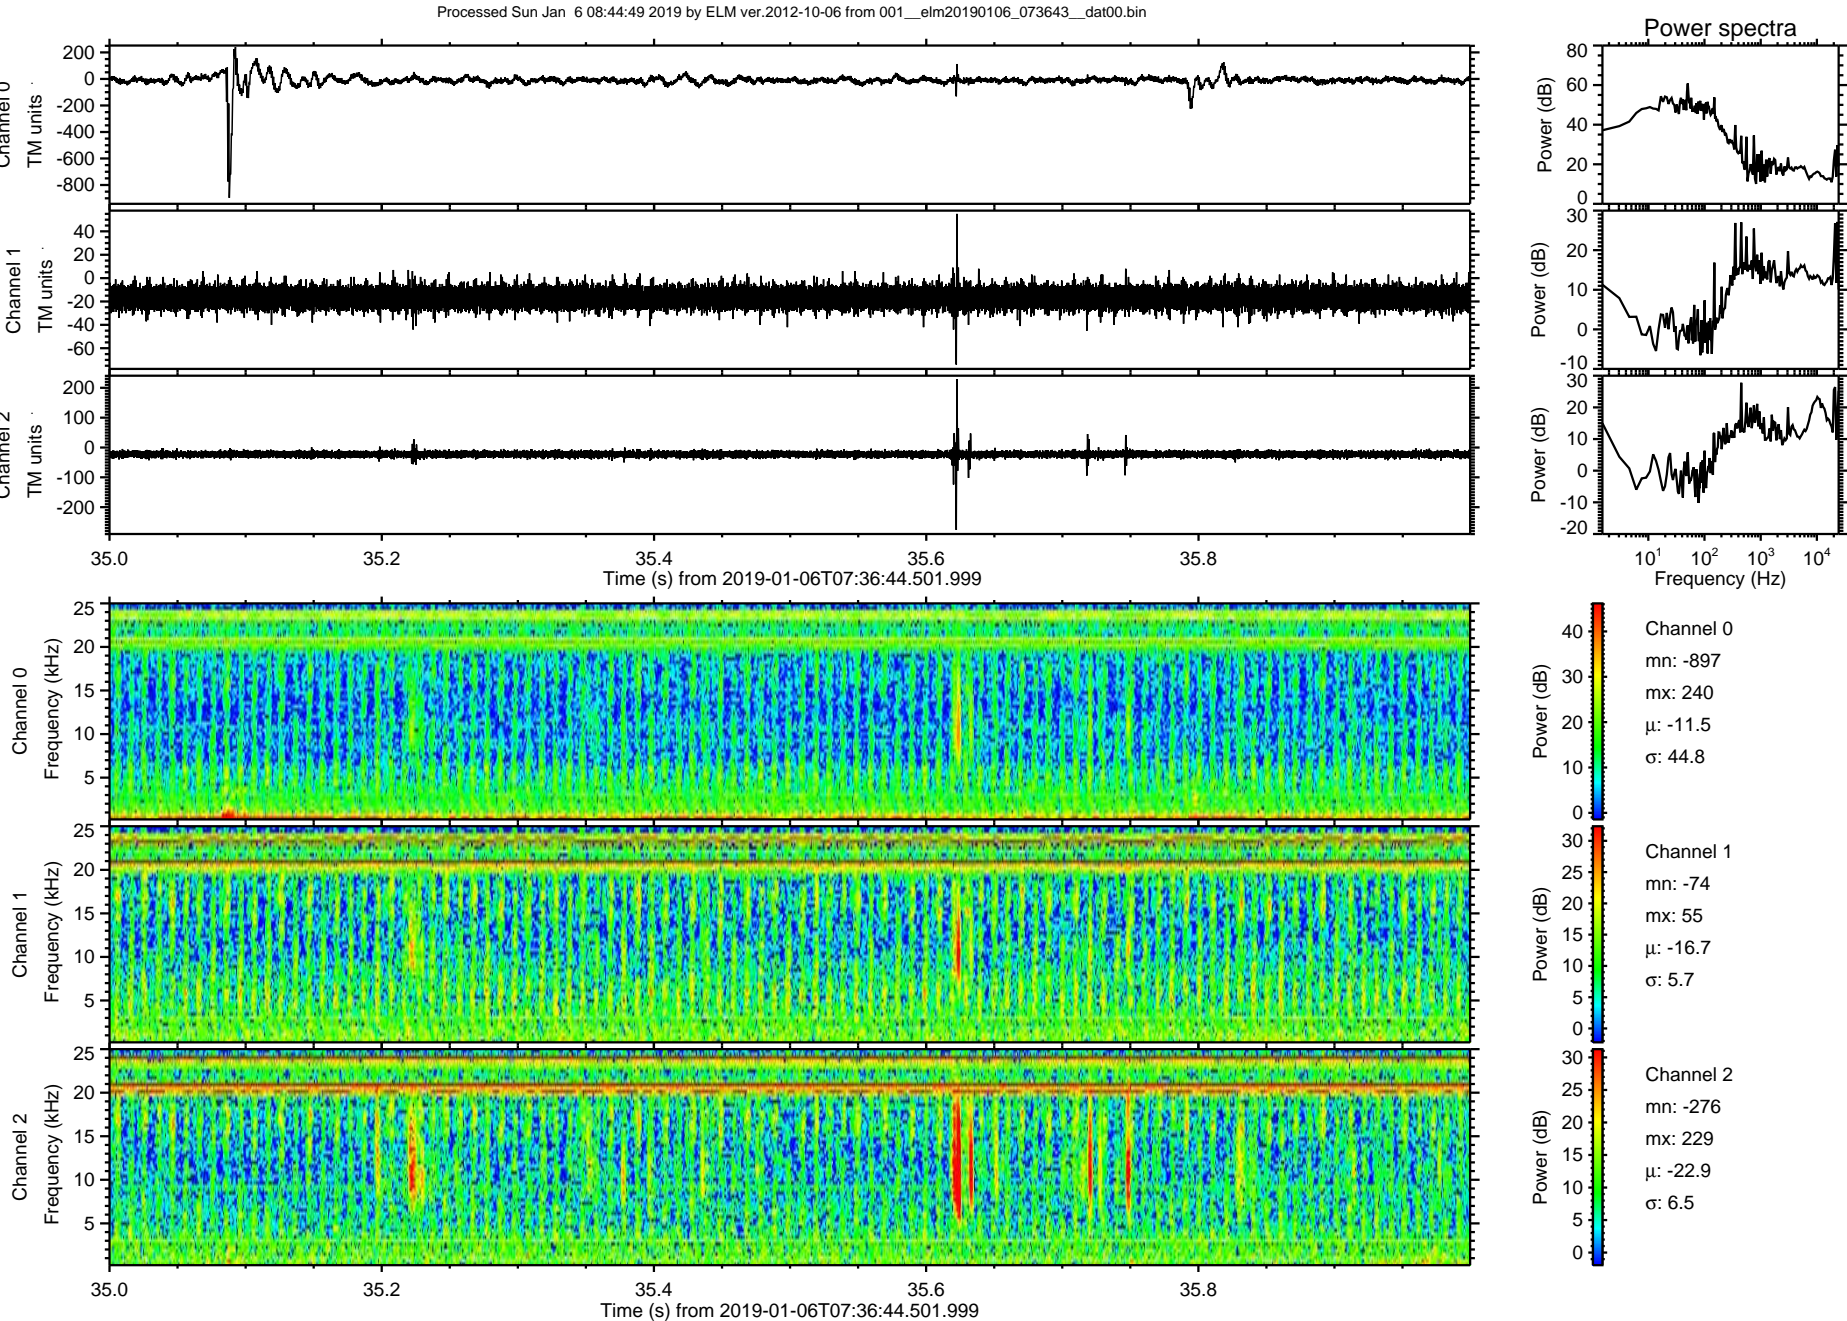 Processed Sun Jan  6 08:44:49 2019 by ELM ver.2012-10-06 from 001__elm20190106_073643__dat00.bin
Power spectra
Channel 0
TM units
200
0
-200
-400
-600
-800
Power (dB)
80
60
40
20
0
Channel 1
TM units
40
20
0
-20
-40
-60
Power (dB)
30
20
10
0
-10
Channel 2
TM units
200
100
0
-100
-200
Power (dB)
30
20
10
0
-10
-20
35.0 35.2 35.4 35.6 35.8
Time (s) from 2019-01-06T07:36:44.501.999
10¹ 10² 10³ 10⁴
Frequency (Hz)
Channel 0
Frequency (kHz)
25
20
15
10
5
Power (dB)
40
30
20
10
0
Channel 0
mn: -897
mx: 240
μ: -11.5
σ: 44.8
Channel 1
Frequency (kHz)
25
20
15
10
5
Power (dB)
30
25
20
15
10
5
0
Channel 1
mn: -74
mx: 55
μ: -16.7
σ: 5.7
Channel 2
Frequency (kHz)
25
20
15
10
5
Power (dB)
30
25
20
15
10
5
0
Channel 2
mn: -276
mx: 229
μ: -22.9
σ: 6.5
35.0 35.2 35.4 35.6 35.8
Time (s) from 2019-01-06T07:36:44.501.999